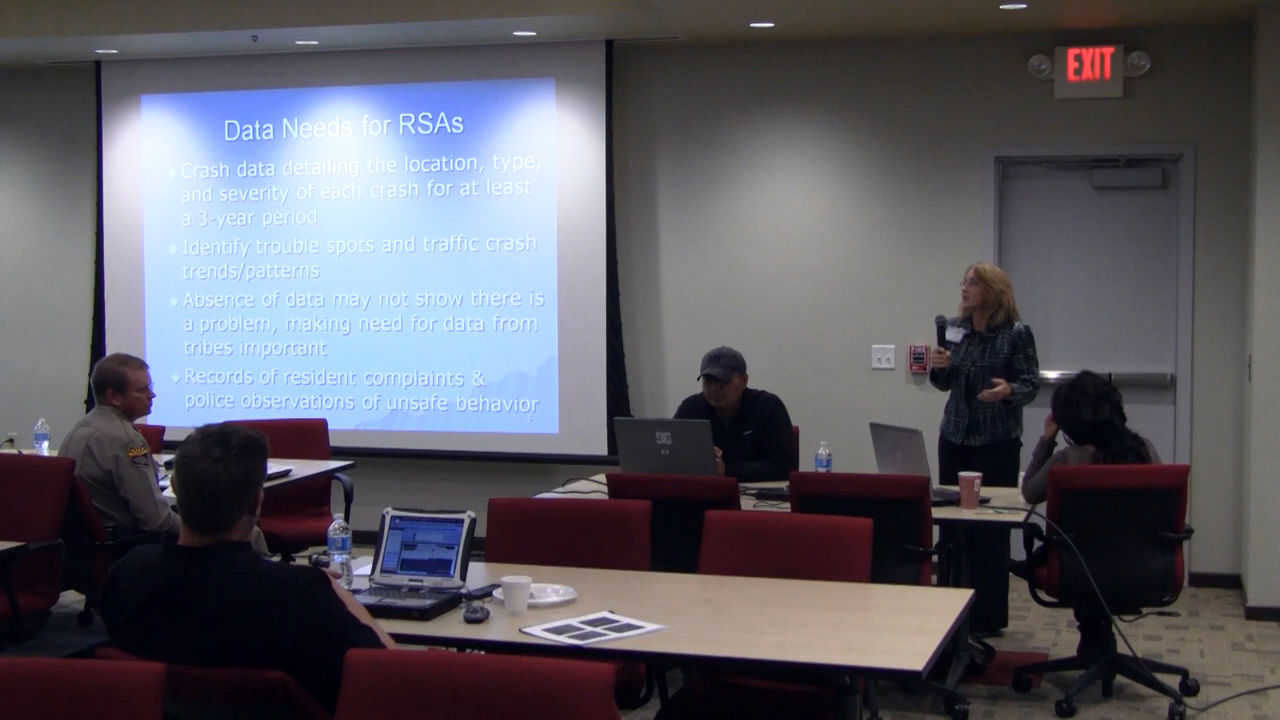 Data Needs for RSAs
Crash data detailing the location, type,
and severity of each crash for at least
a 3-year period
Identify trouble spots and traffic crash
trends/patterns
Absence of data may not show there is
a problem, making need for data from
tribes important
Records of resident complaints &
police observations of unsafe behavior
EXIT
FIRE
hp